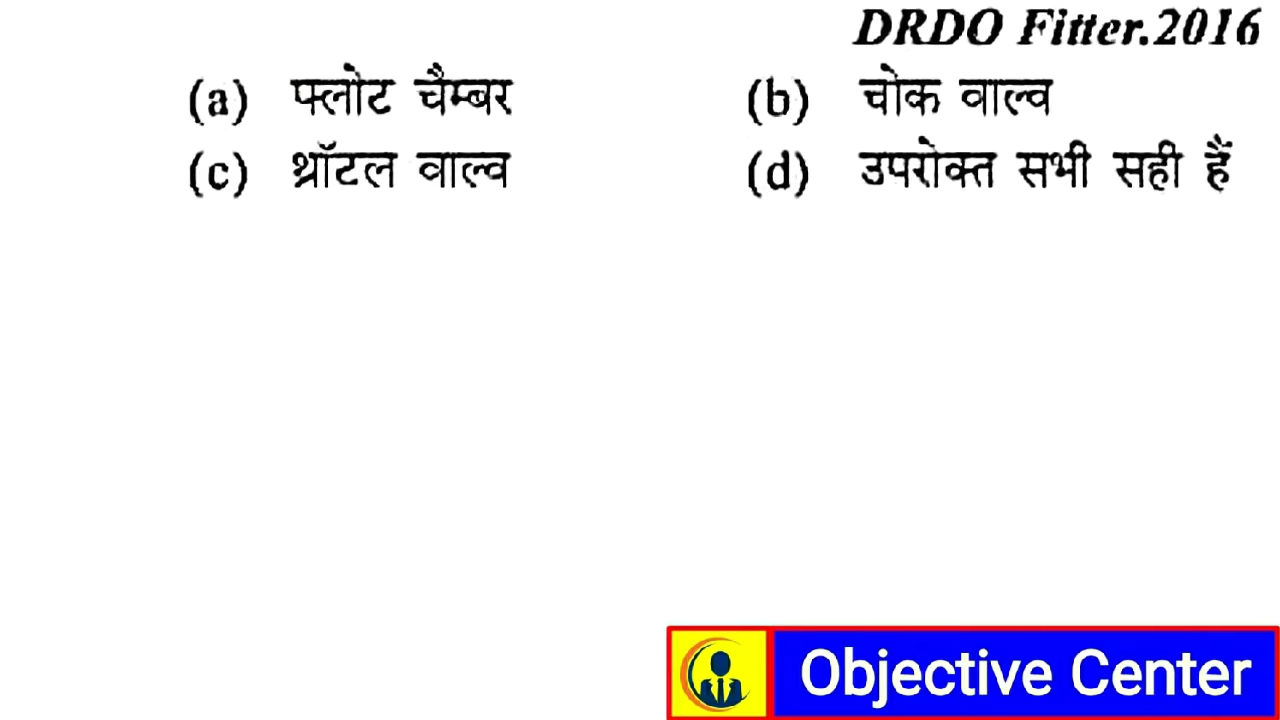 DRDO Fitter.2016
(a) फ्लोट चैम्बर (b) चोक वाल्व
(c) थ्रॉटल वाल्व (d) उपरोक्त सभी सही हैं
Objective Center